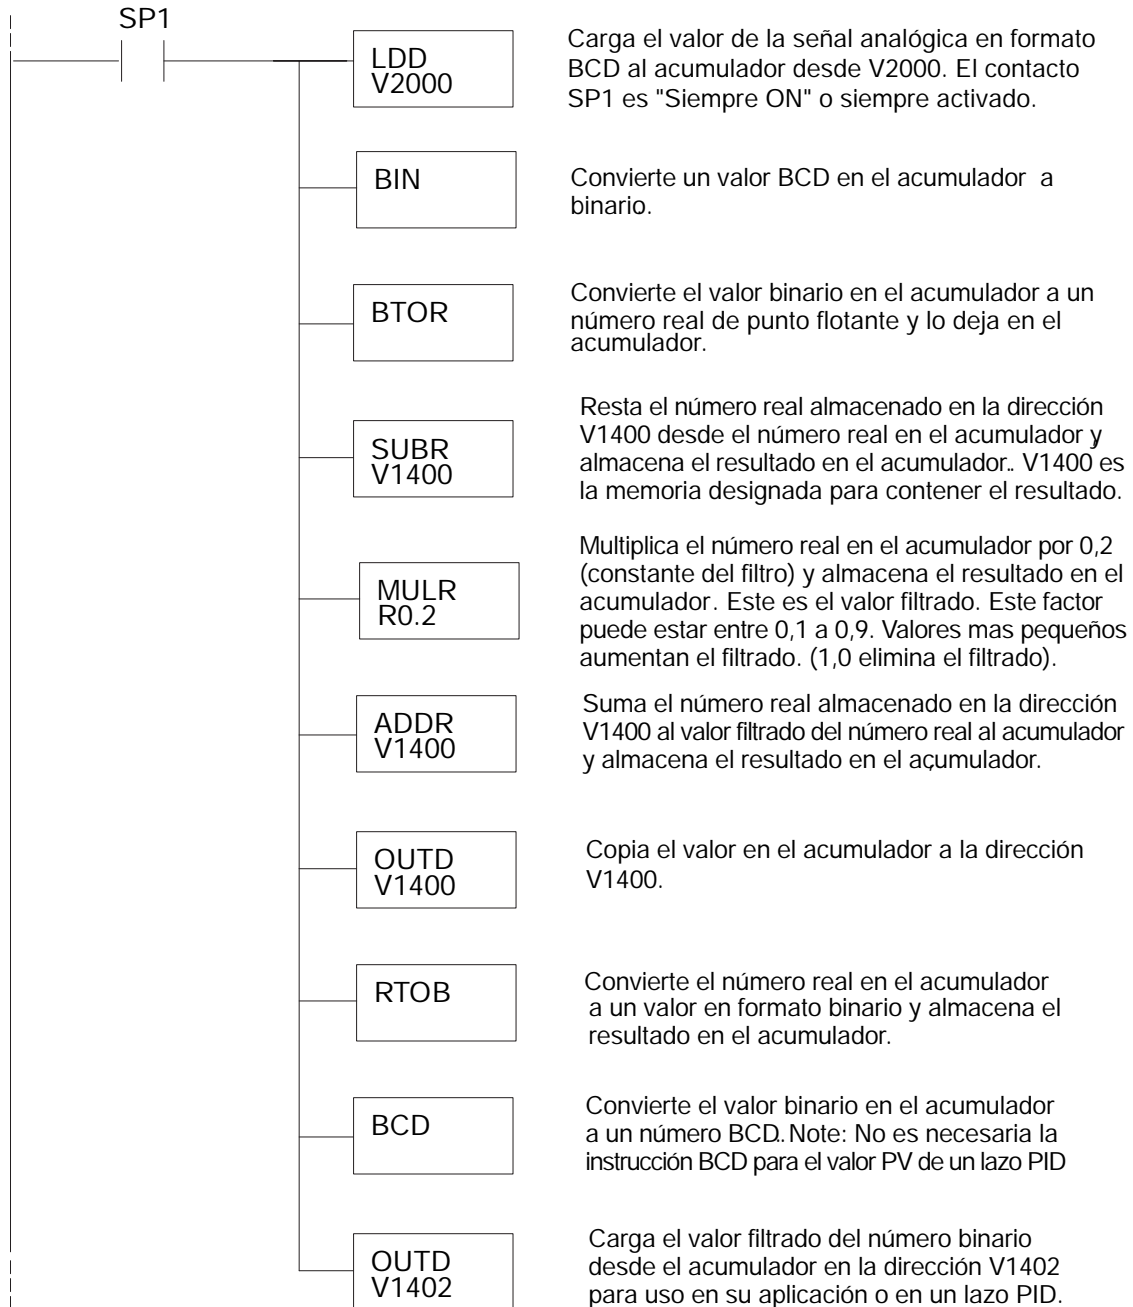 SP1
LDD
V2000
Carga el valor de la señal analógica en formato
BCD al acumulador desde V2000. El contacto
SP1 es "Siempre ON" o siempre activado.
BIN
Convierte un valor BCD en el acumulador a
binario.
BTOR
Convierte el valor binario en el acumulador a un
número real de punto flotante y lo deja en el
acumulador.
SUBR
V1400
Resta el número real almacenado en la dirección
V1400 desde el número real en el acumulador y
almacena el resultado en el acumulador.. V1400 es
la memoria designada para contener el resultado.
MULR
R0.2
Multiplica el número real en el acumulador por 0,2
(constante del filtro) y almacena el resultado en el
acumulador. Este es el valor filtrado. Este factor
puede estar entre 0,1 a 0,9. Valores mas pequeños
aumentan el filtrado. (1,0 elimina el filtrado).
ADDR
V1400
Suma el número real almacenado en la dirección
V1400 al valor filtrado del número real al acumulador
y almacena el resultado en el acumulador.
OUTD
V1400
Copia el valor en el acumulador a la dirección
V1400.
RTOB
Convierte el número real en el acumulador
a un valor en formato binario y almacena el
resultado en el acumulador.
BCD
Convierte el valor binario en el acumulador
a un número BCD.. Note: No es necesaria la
instrucción BCD para el valor PV de un lazo PID
OUTD
V1402
Carga el valor filtrado del número binario
desde el acumulador en la dirección V1402
para uso en su aplicación o en un lazo PID.